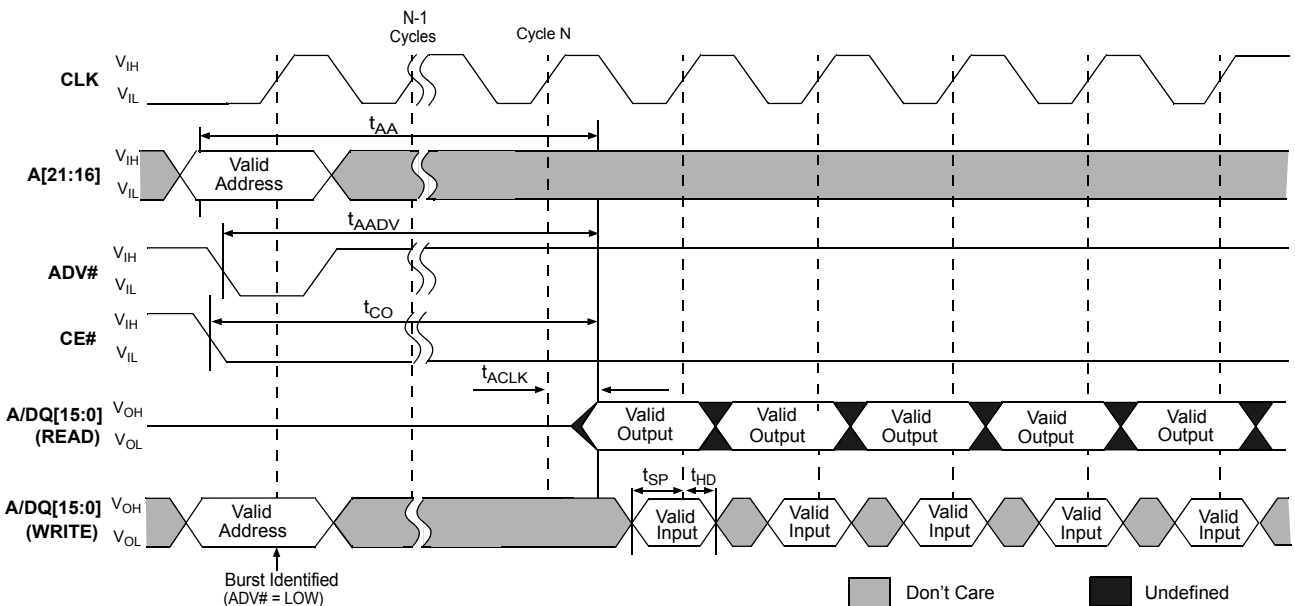 N-1
Cycles
Cycle N
CLK
VIH
VIL
tAA
A[21:16]
VIH
VIL
Valid
Address
tAADV
ADV#
VIH
VIL
tCO
CE#
VIH
VIL
tACLK
A/DQ[15:0]
(READ)
VOH
VOL
Valid
Output
Valid
Output
Valid
Output
Valid
Output
Valid
Output
tSP
tHD
A/DQ[15:0]
(WRITE)
VOH
VOL
Valid
Address
Valid
Input
Valid
Input
Valid
Input
Valid
Input
Valid
Input
Burst Identified
(ADV# = LOW)
Don't Care
Undefined